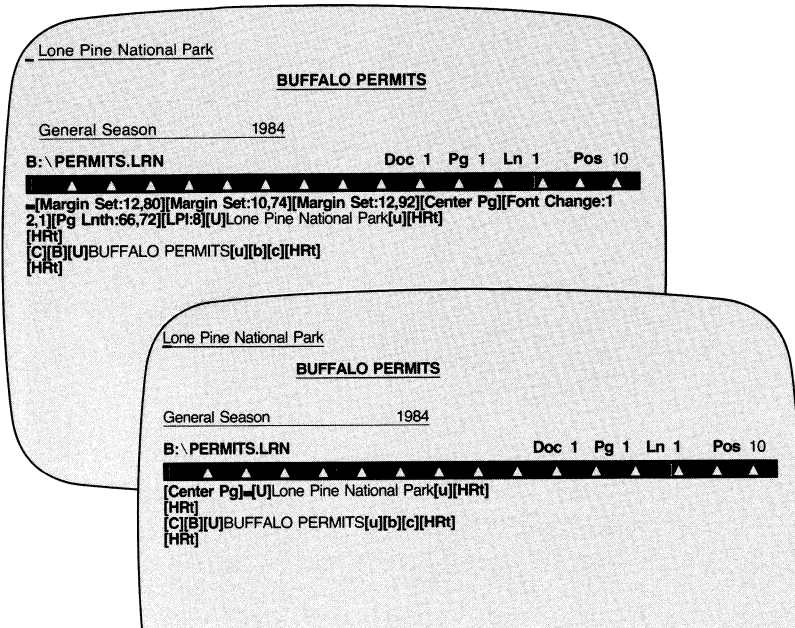 Lone Pine National Park
BUFFALO PERMITS
General Season 1984
B:\PERMITS.LRN Doc 1 Pg 1 Ln 1 Pos 10
[Margin Set:12,80][Margin Set:10,74][Margin Set:12,92][Center Pg][Font Change:1
2,1][Pg Lnth:66,72][LPI:8][U]Lone Pine National Park[u][HRt]
[HRt]
[C][B][U]BUFFALO PERMITS[u][b][c][HRt]
[HRt]
Lone Pine National Park
BUFFALO PERMITS
General Season 1984
B:\PERMITS.LRN Doc 1 Pg 1 Ln 1 Pos 10
[Center Pg][U]Lone Pine National Park[u][HRt]
[HRt]
[C][B][U]BUFFALO PERMITS[u][b][c][HRt]
[HRt]